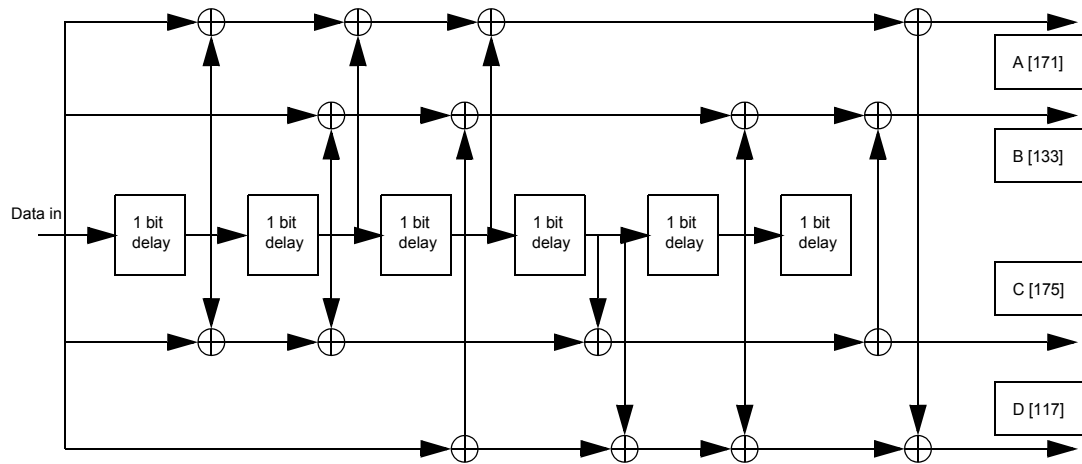 A [171]
B [133]
Data in
1 bit
delay
1 bit
delay
1 bit
delay
1 bit
delay
1 bit
delay
1 bit
delay
C [175]
D [117]